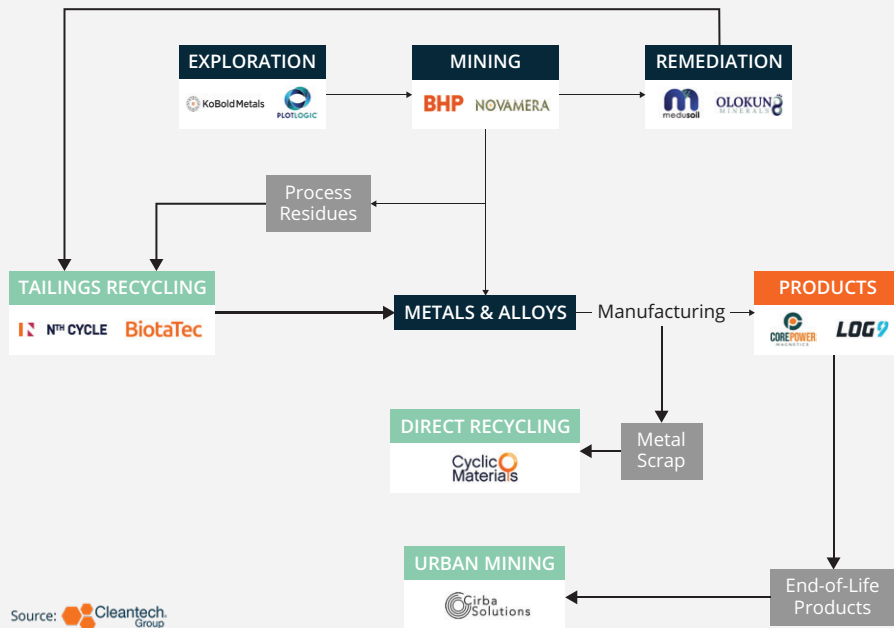 EXPLORATION
KoBold Metals
PLOTLOGIC
MINING
BHP
NOVAMERA
REMEDIATION
medusoil
OLOKUN
MINERALS
Process
Residues
TAILINGS RECYCLING
NTH CYCLE
BiotaTec
METALS & ALLOYS
Manufacturing
PRODUCTS
COREPOWER
MAGNETICS
LOG9
DIRECT RECYCLING
Cyclic
Materials
Metal
Scrap
URBAN MINING
Cirba
Solutions
End-of-Life
Products
Source:
Cleantech.
Group